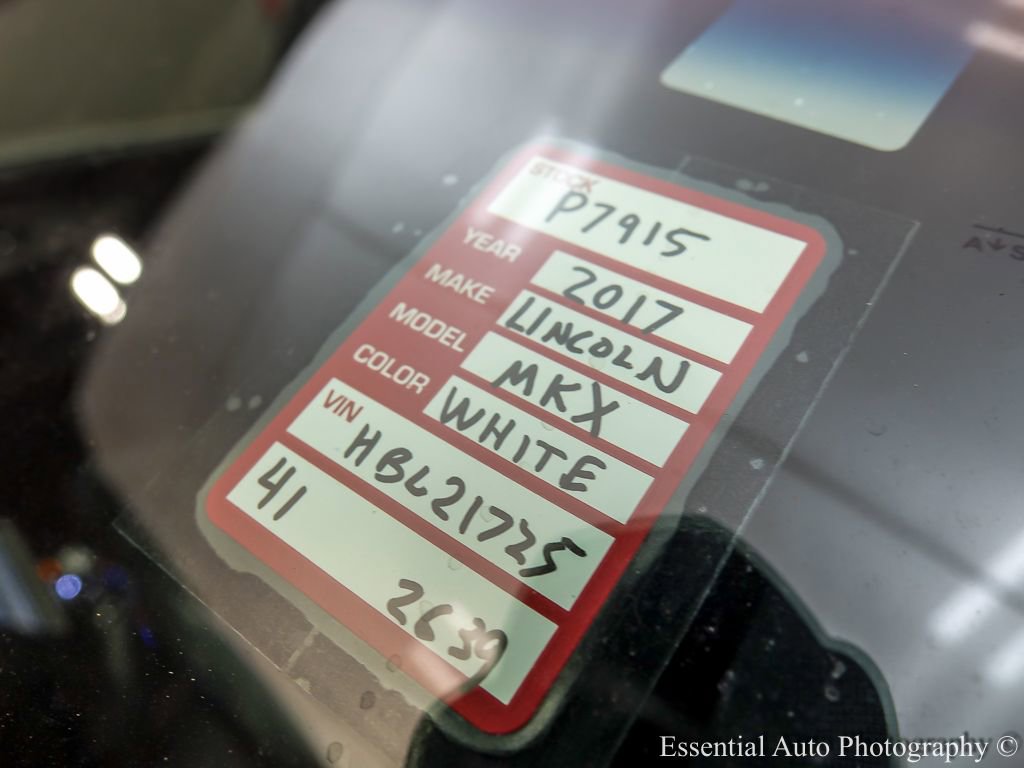 STOCK
P7915
YEAR 2017
MAKE LINCOLN
MODEL MKX
COLOR WHITE
VIN
HBL21725
41
2639
A↓S
Essential Auto Photography ©